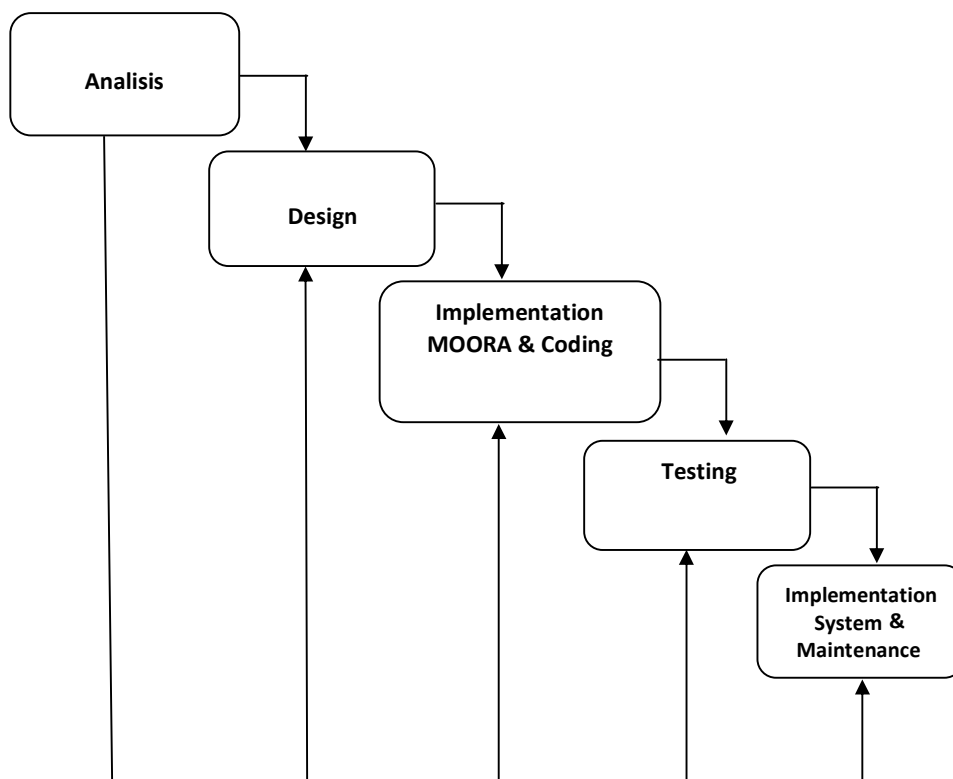 Analisis
Design
Implementation
MOORA & Coding
Testing
Implementation
System &
Maintenance